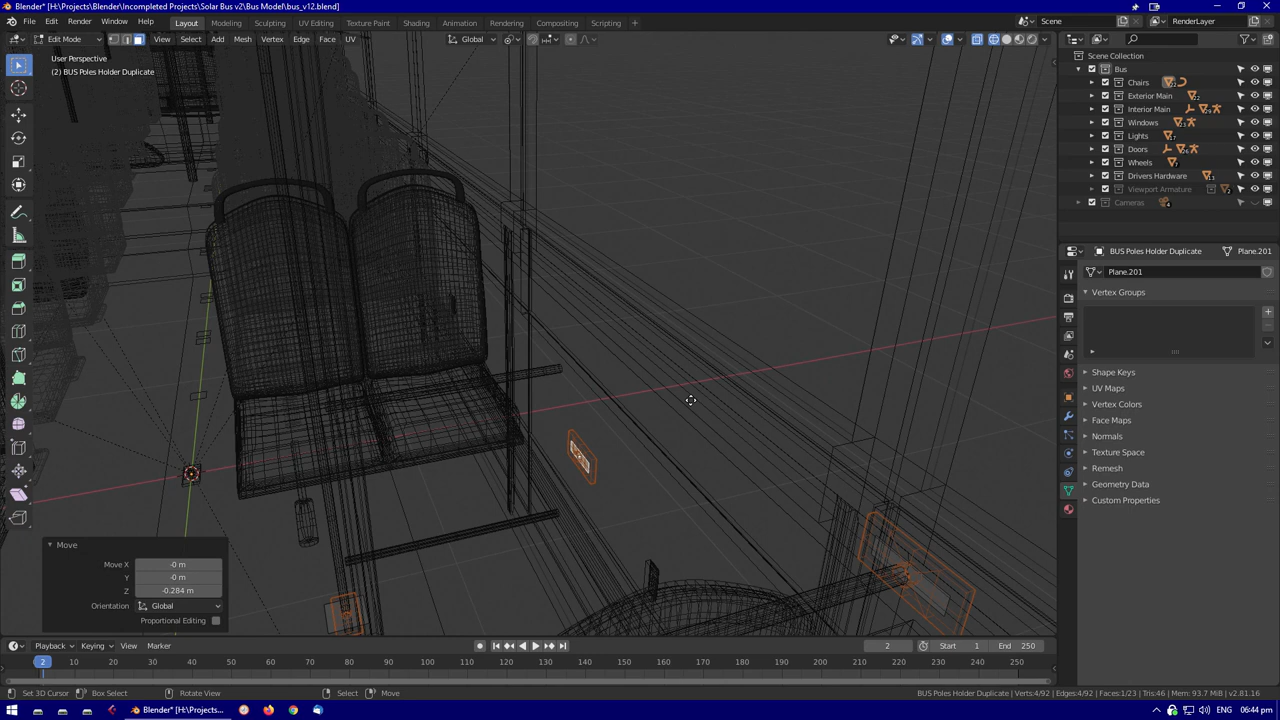 Blender* [H:\Projects\Blender\Incompleted Projects\Solar Bus v2\Bus Model\bus_v12.blend]
File Edit Render Window Help Layout Modeling Sculpting UV Editing Texture Paint Shading Animation Rendering Compositing Scripting + Scene RenderLayer
Edit Mode View Select Add Mesh Vertex Edge Face UV Global
User Perspective
(2) BUS Poles Holder Duplicate
Scene Collection
Bus
Chairs
Exterior Main
Interior Main
Windows
Lights
Doors
Wheels
Drivers Hardware
Viewport Armature
Cameras
BUS Poles Holder Duplicate Plane.201
Plane.201
Vertex Groups
Shape Keys
UV Maps
Vertex Colors
Face Maps
Normals
Texture Space
Remesh
Geometry Data
Custom Properties
Move
Move X -0 m
Y -0 m
Z -0.284 m
Orientation Global
Proportional Editing
Playback Keying View Marker 2 Start 1 End 250
2 10 20 30 40 50 60 70 80 90 100 110 120 130 140 150 160 170 180 190 200 210 220 230 240 250
Set 3D Cursor Box Select Rotate View Select Move BUS Poles Holder Duplicate | Verts:4/92 | Edges:4/92 | Faces:1/23 | Tris:46 | Mem: 93.7 MiB | v2.81.16
Blender* [H:\Projects... ENG 06:44 pm